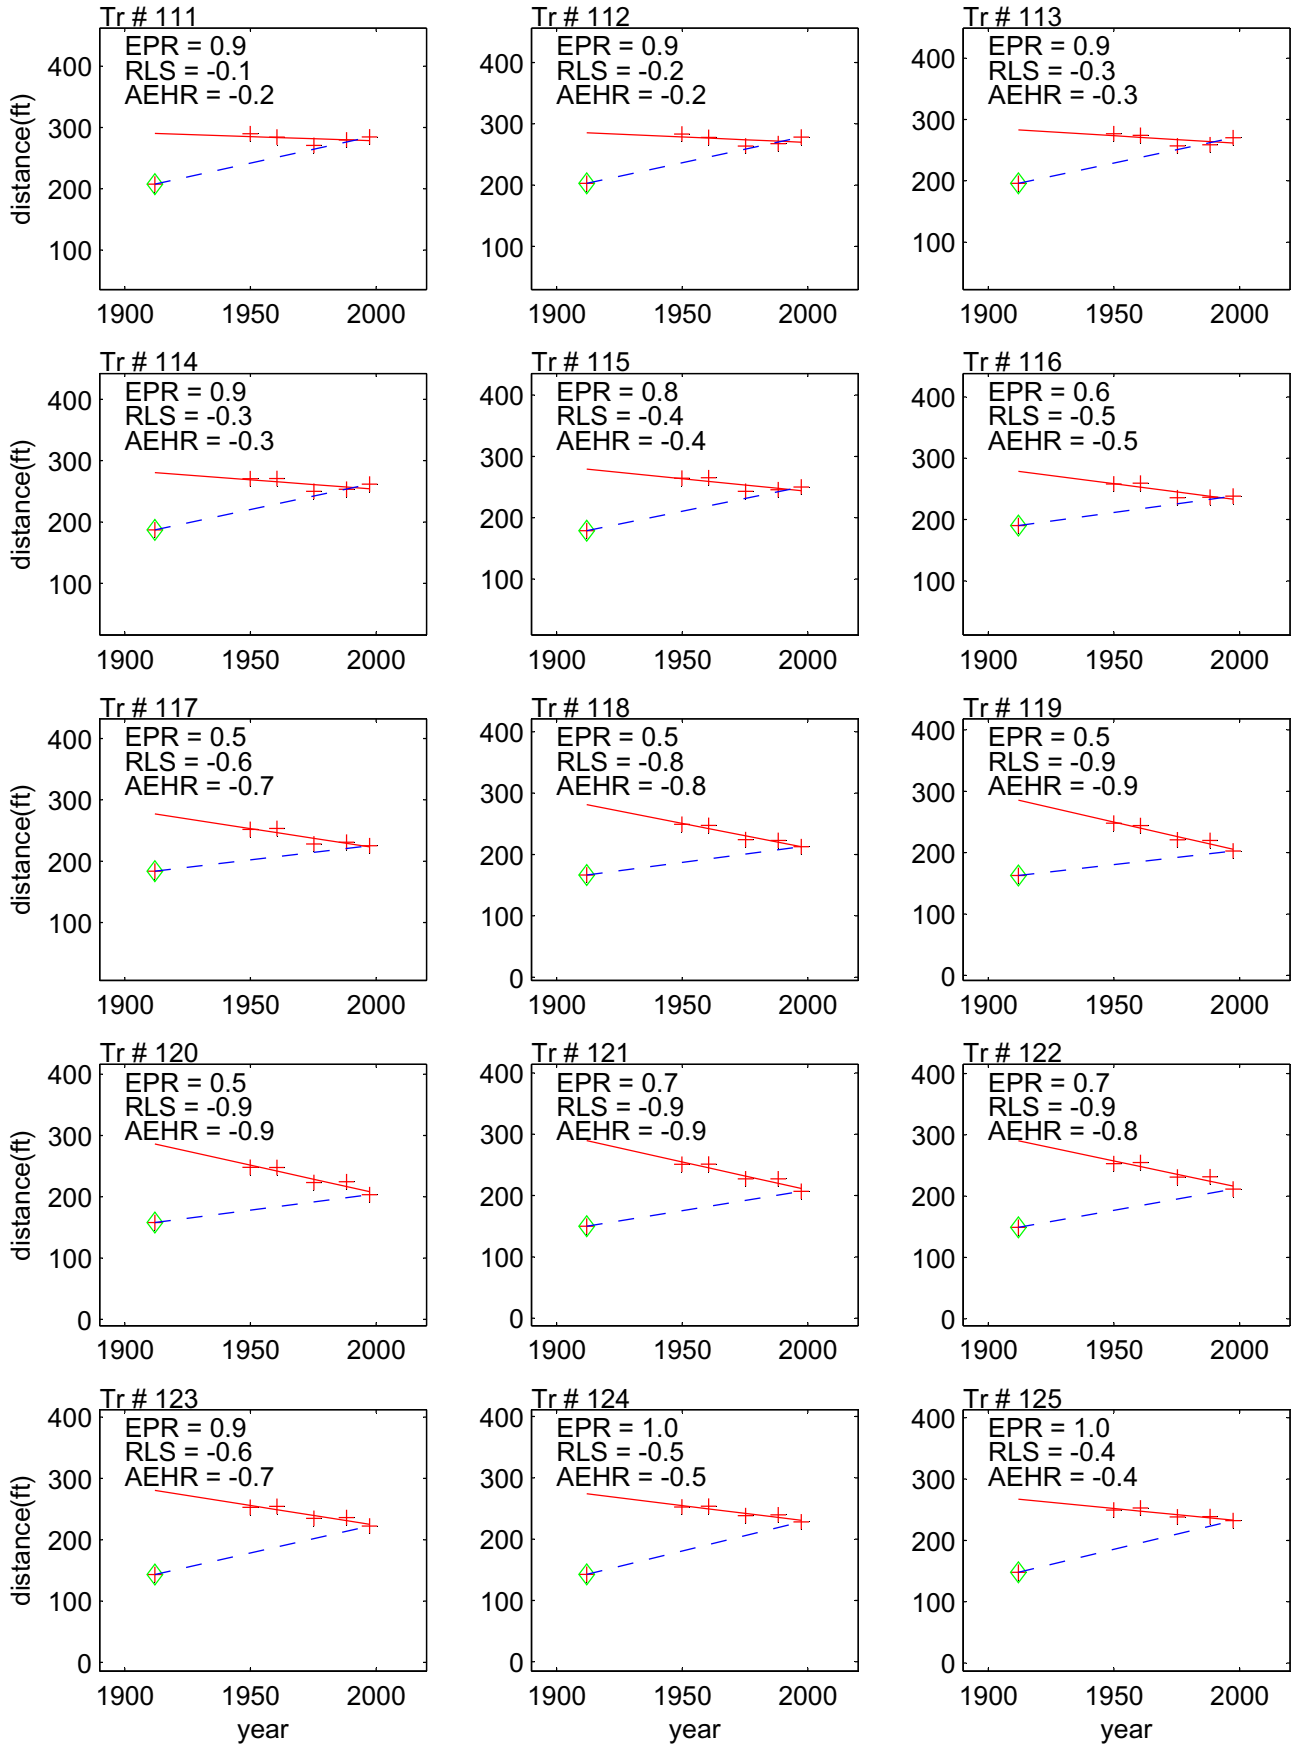 Tr # 111
EPR = 0.9
RLS = -0.1
AEHR = -0.2
400
300
200
100
distance(ft)
1900 1950 2000
Tr # 112
EPR = 0.9
RLS = -0.2
AEHR = -0.2
400
300
200
100
1900 1950 2000
Tr # 113
EPR = 0.9
RLS = -0.3
AEHR = -0.3
400
300
200
100
1900 1950 2000
Tr # 114
EPR = 0.9
RLS = -0.3
AEHR = -0.3
400
300
200
100
distance(ft)
1900 1950 2000
Tr # 115
EPR = 0.8
RLS = -0.4
AEHR = -0.4
400
300
200
100
1900 1950 2000
Tr # 116
EPR = 0.6
RLS = -0.5
AEHR = -0.5
400
300
200
100
1900 1950 2000
Tr # 117
EPR = 0.5
RLS = -0.6
AEHR = -0.7
400
300
200
100
distance(ft)
1900 1950 2000
Tr # 118
EPR = 0.5
RLS = -0.8
AEHR = -0.8
400
300
200
100
0
1900 1950 2000
Tr # 119
EPR = 0.5
RLS = -0.9
AEHR = -0.9
400
300
200
100
0
1900 1950 2000
Tr # 120
EPR = 0.5
RLS = -0.9
AEHR = -0.9
400
300
200
100
0
distance(ft)
1900 1950 2000
Tr # 121
EPR = 0.7
RLS = -0.9
AEHR = -0.9
400
300
200
100
0
1900 1950 2000
Tr # 122
EPR = 0.7
RLS = -0.9
AEHR = -0.8
400
300
200
100
0
1900 1950 2000
Tr # 123
EPR = 0.9
RLS = -0.6
AEHR = -0.7
400
300
200
100
0
distance(ft)
1900 1950 2000
year
Tr # 124
EPR = 1.0
RLS = -0.5
AEHR = -0.5
400
300
200
100
0
1900 1950 2000
year
Tr # 125
EPR = 1.0
RLS = -0.4
AEHR = -0.4
400
300
200
100
0
1900 1950 2000
year